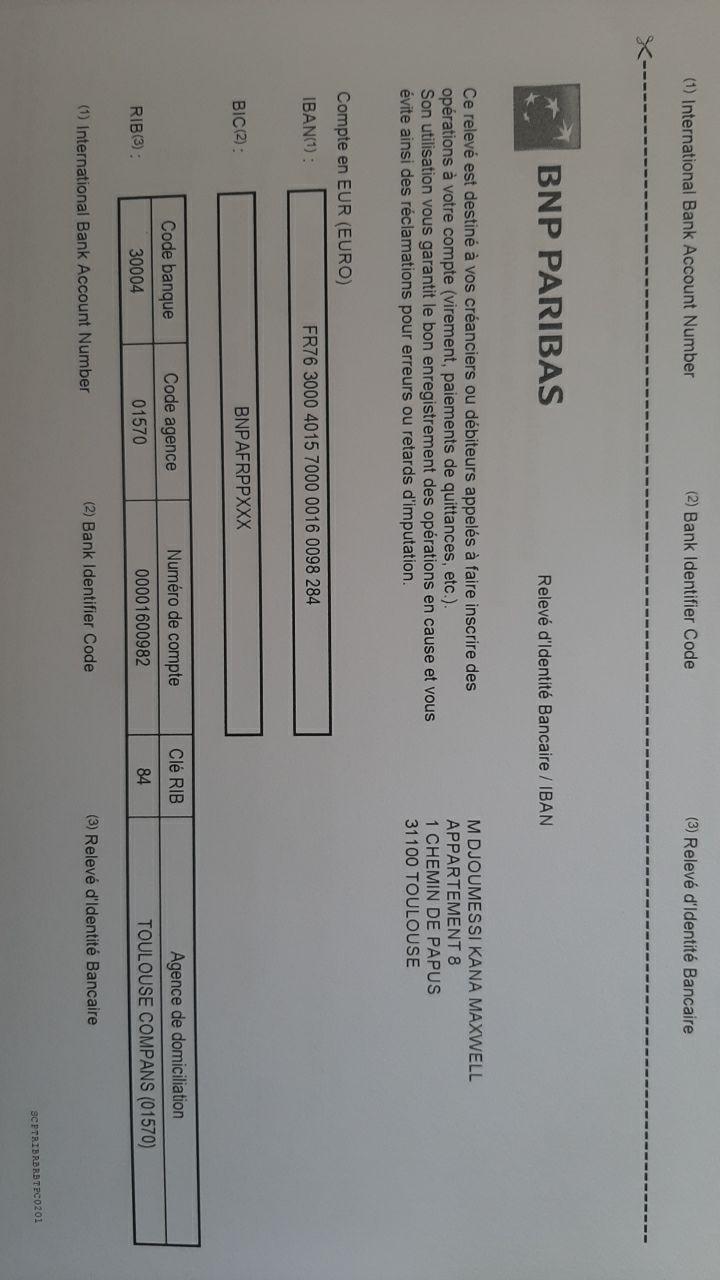 (1) International Bank Account Number (2) Bank Identifier Code (3) Relevé d'Identité Bancaire
BNP PARIBAS
Relevé d'Identité Bancaire / IBAN
Ce relevé est destiné à vos créanciers ou débiteurs appelés à faire inscrire des
opérations à votre compte (virement, paiements de quittances, etc.).
Son utilisation vous garantit le bon enregistrement des opérations en cause et vous
évite ainsi des réclamations pour erreurs ou retards d'imputation.
M DJOUMESSI KANA MAXWELL
APPARTEMENT 8
1 CHEMIN DE PAPUS
31100 TOULOUSE
Compte en EUR (EURO)
IBAN(1) : FR76 3000 4015 7000 0016 0098 284
BIC(2) : BNPAFRPPXXX
Code banque Code agence Numéro de compte Clé RIB Agence de domiciliation
RIB(3) : 30004 01570 00001600982 84 TOULOUSE COMPANS (01570)
(1) International Bank Account Number (2) Bank Identifier Code (3) Relevé d'Identité Bancaire
SCPTRIBRBRBTPC0201